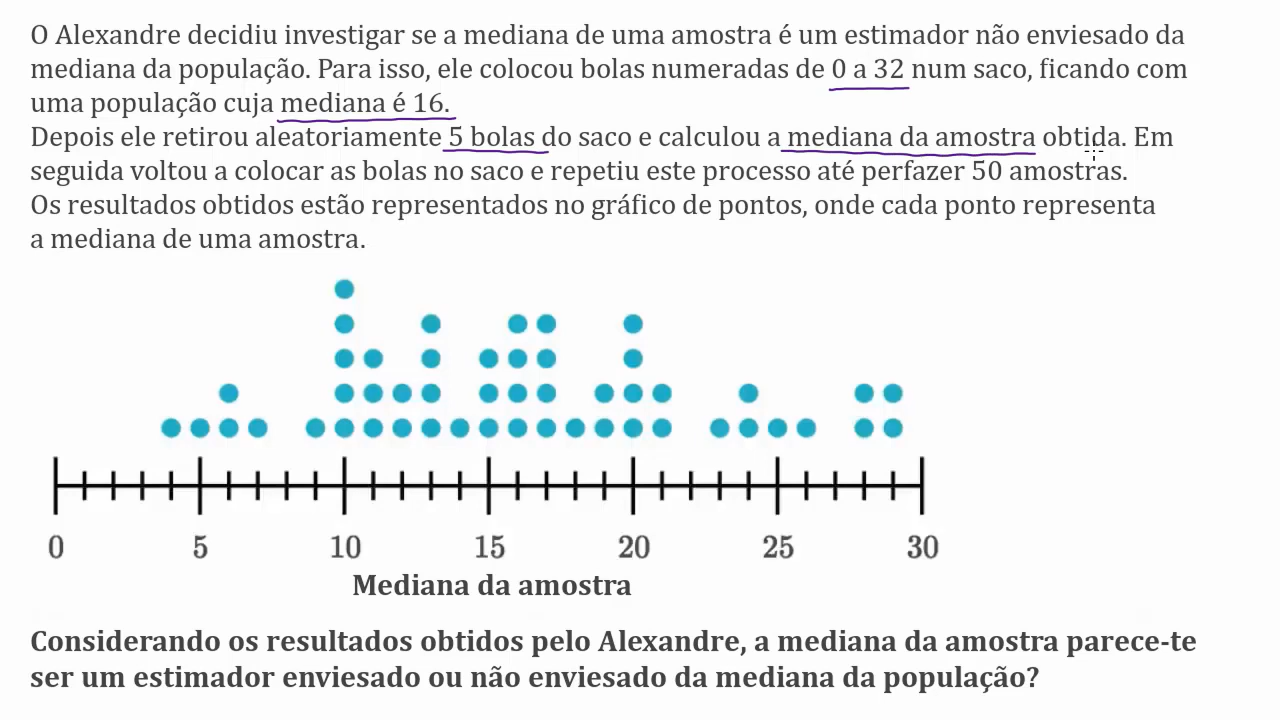 O Alexandre decidiu investigar se a mediana de uma amostra é um estimador não enviesado da
mediana da população. Para isso, ele colocou bolas numeradas de 0 a 32 num saco, ficando com
uma população cuja mediana é 16.
Depois ele retirou aleatoriamente 5 bolas do saco e calculou a mediana da amostra obtida. Em
seguida voltou a colocar as bolas no saco e repetiu este processo até perfazer 50 amostras.
Os resultados obtidos estão representados no gráfico de pontos, onde cada ponto representa
a mediana de uma amostra.
0 5 10 15 20 25 30
Mediana da amostra
Considerando os resultados obtidos pelo Alexandre, a mediana da amostra parece-te
ser um estimador enviesado ou não enviesado da mediana da população?